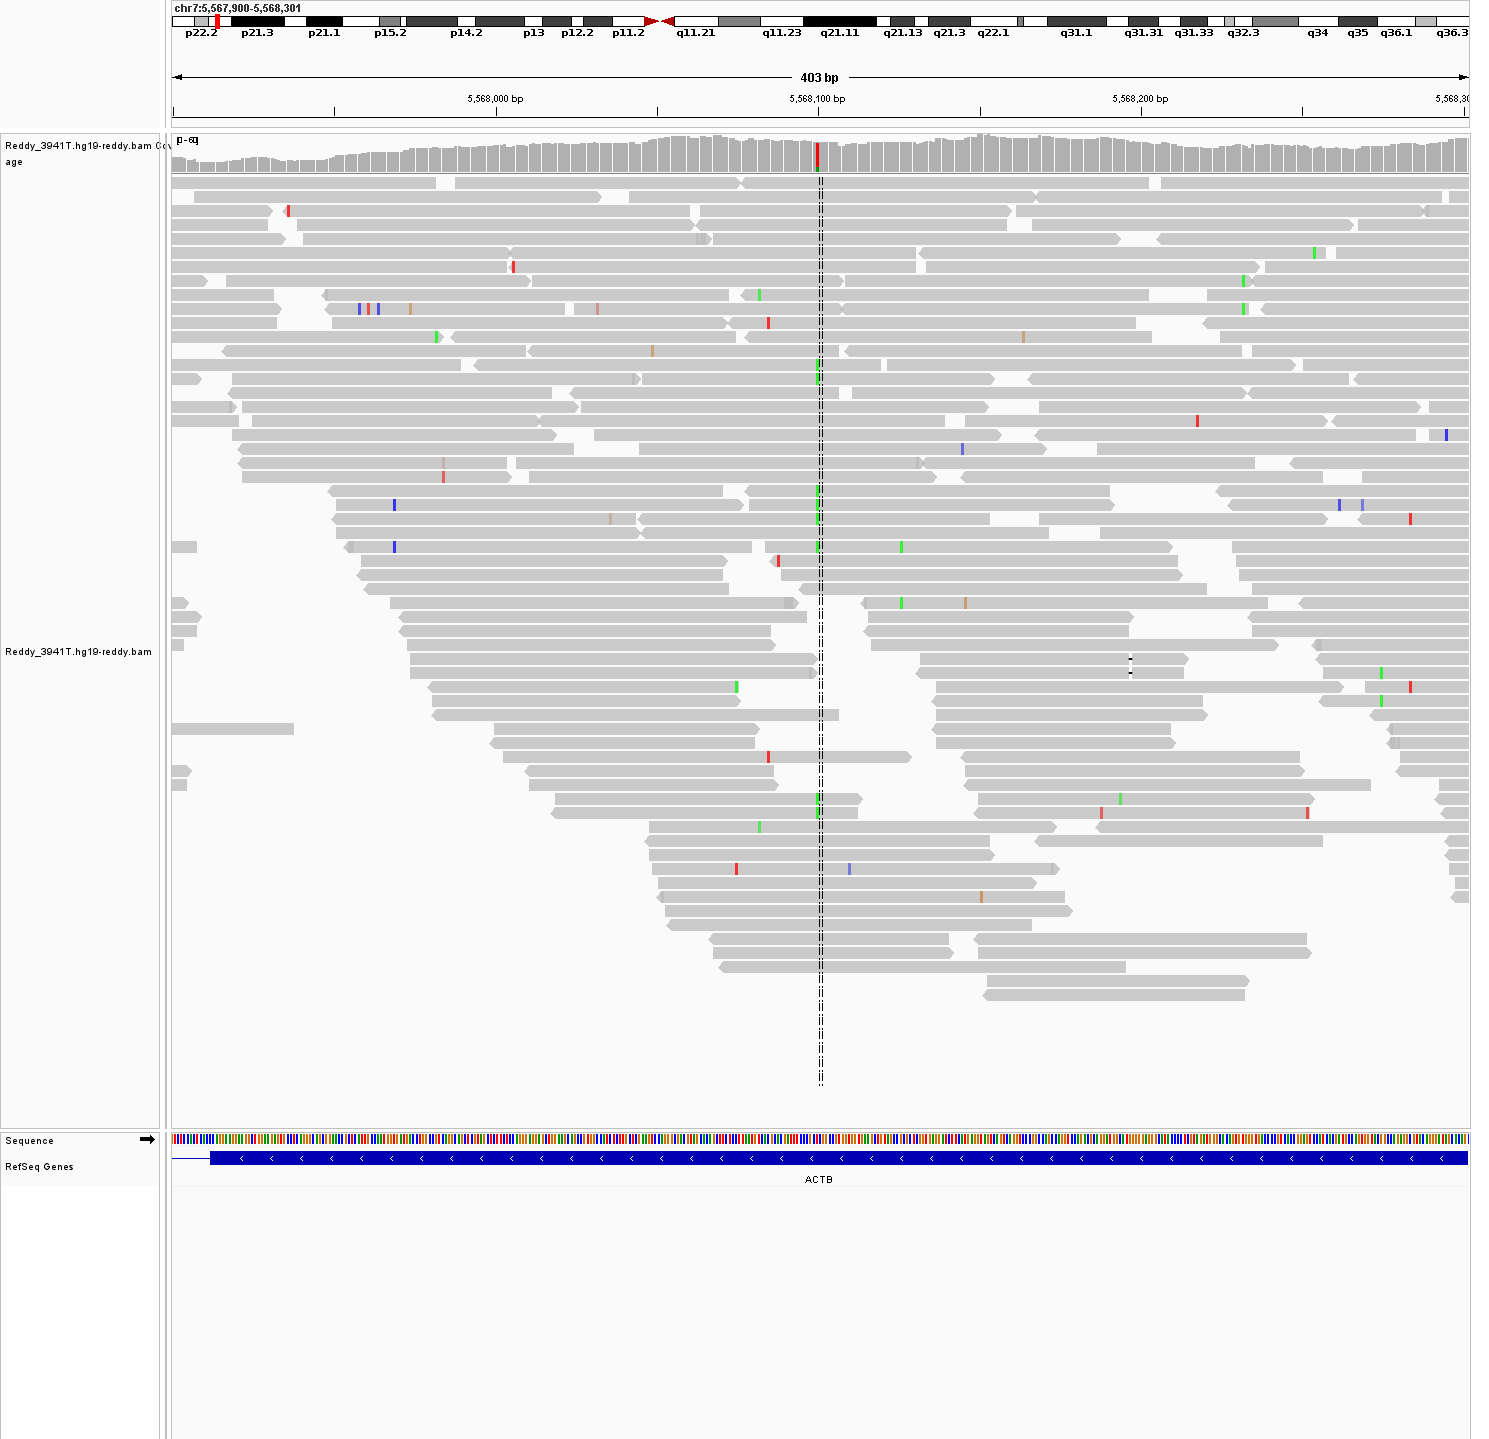 chr7:5,567,900-5,568,301
p22.2 p21.3 p21.1 p15.2 p14.2 p13 p12.2 p11.2 q11.21 q11.23 q21.11 q21.13 q21.3 q22.1 q31.1 q31.31 q31.33 q32.3 q34 q35 q36.1 q36.3
403 bp
5,568,000 bp 5,568,100 bp 5,568,200 bp 5,568,30
[0 - 60]
Reddy_3941T.hg19-reddy.bam Cov
age
Reddy_3941T.hg19-reddy.bam
Sequence
RefSeq Genes
ACTB